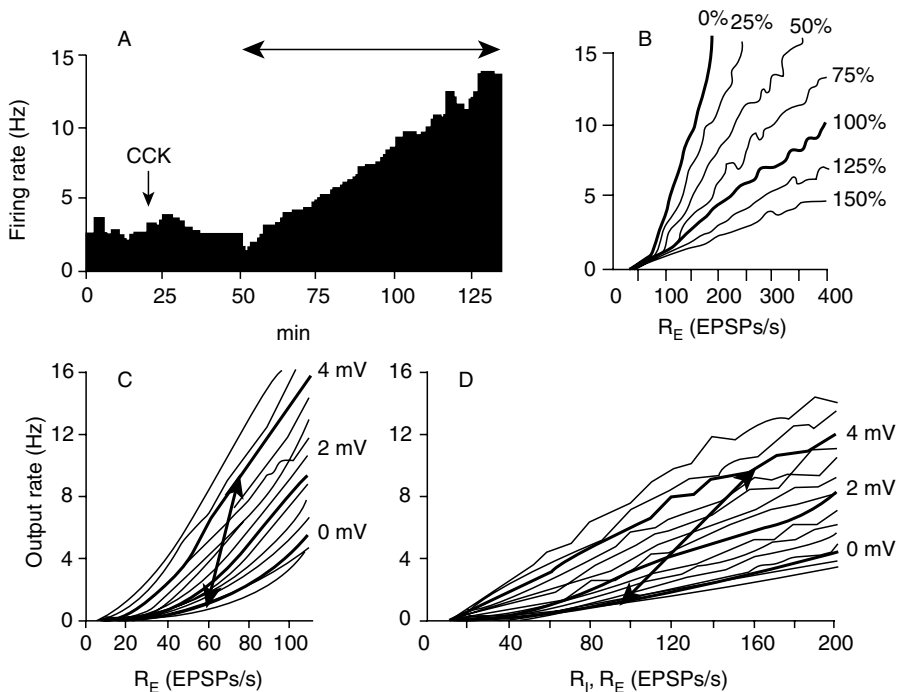 A
Firing rate (Hz)
15
10
5
0
CCK
0 25 50 75 100 125
min
B
0% 25% 50%
75%
100%
125%
150%
15
10
5
0
0 100 200 300 400
R_E (EPSPs/s)
C
Output rate (Hz)
16
12
8
4
0
4 mV
2 mV
0 mV
0 20 40 60 80 100
R_E (EPSPs/s)
D
16
12
8
4
0
4 mV
2 mV
0 mV
0 40 80 120 160 200
R_I, R_E (EPSPs/s)